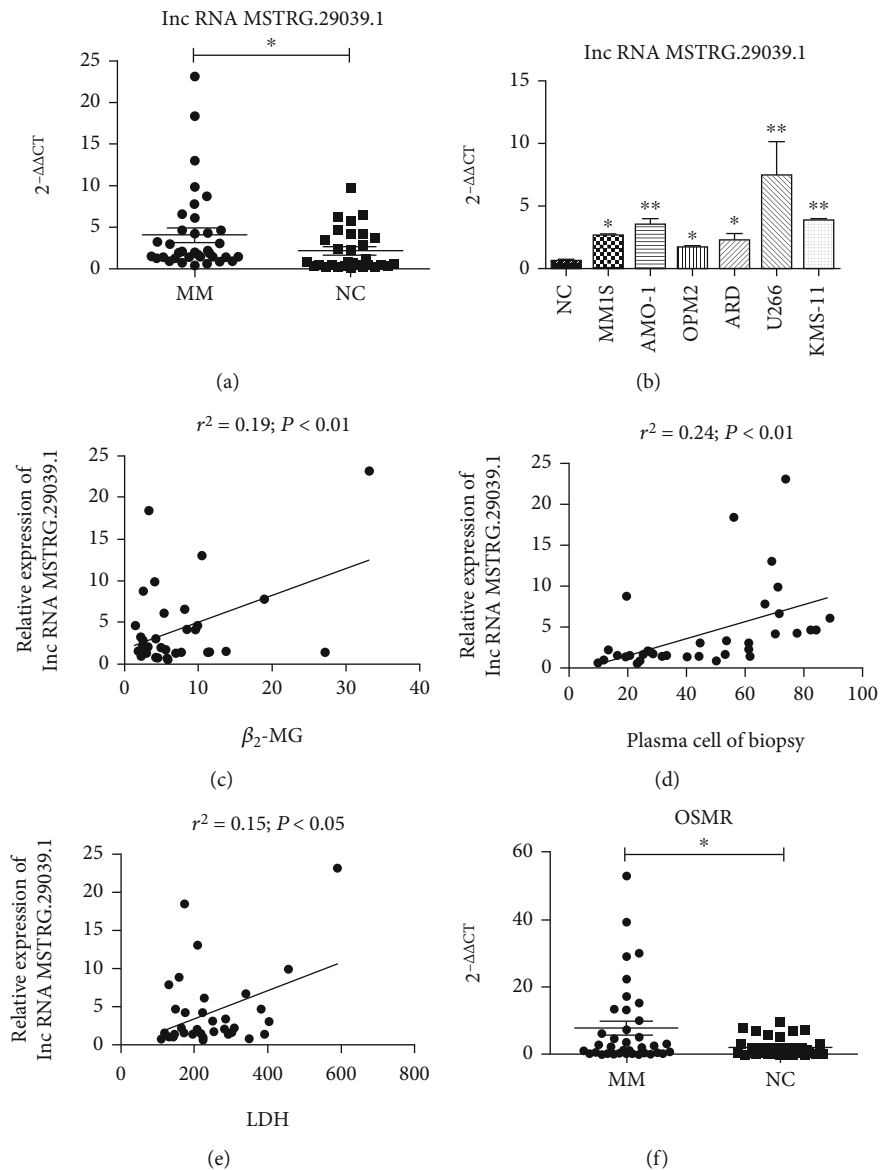 lnc RNA MSTRG.29039.1
*
2^−ΔΔCT
25
20
15
10
5
0
MM
NC
(a)
lnc RNA MSTRG.29039.1
2^−ΔΔCT
15
10
5
0
*
**
*
*
**
**
NC
MM1S
AMO-1
OPM2
ARD
U266
KMS-11
(b)
r² = 0.19; P < 0.01
Relative expression of
lnc RNA MSTRG.29039.1
25
20
15
10
5
0
0
10
20
30
40
β₂-MG
(c)
r² = 0.24; P < 0.01
Relative expression of
lnc RNA MSTRG.29039.1
25
20
15
10
5
0
0
20
40
60
80
100
Plasma cell of biopsy
(d)
r² = 0.15; P < 0.05
Relative expression of
lnc RNA MSTRG.29039.1
25
20
15
10
5
0
0
200
400
600
800
LDH
(e)
OSMR
*
2^−ΔΔCT
60
40
20
0
MM
NC
(f)